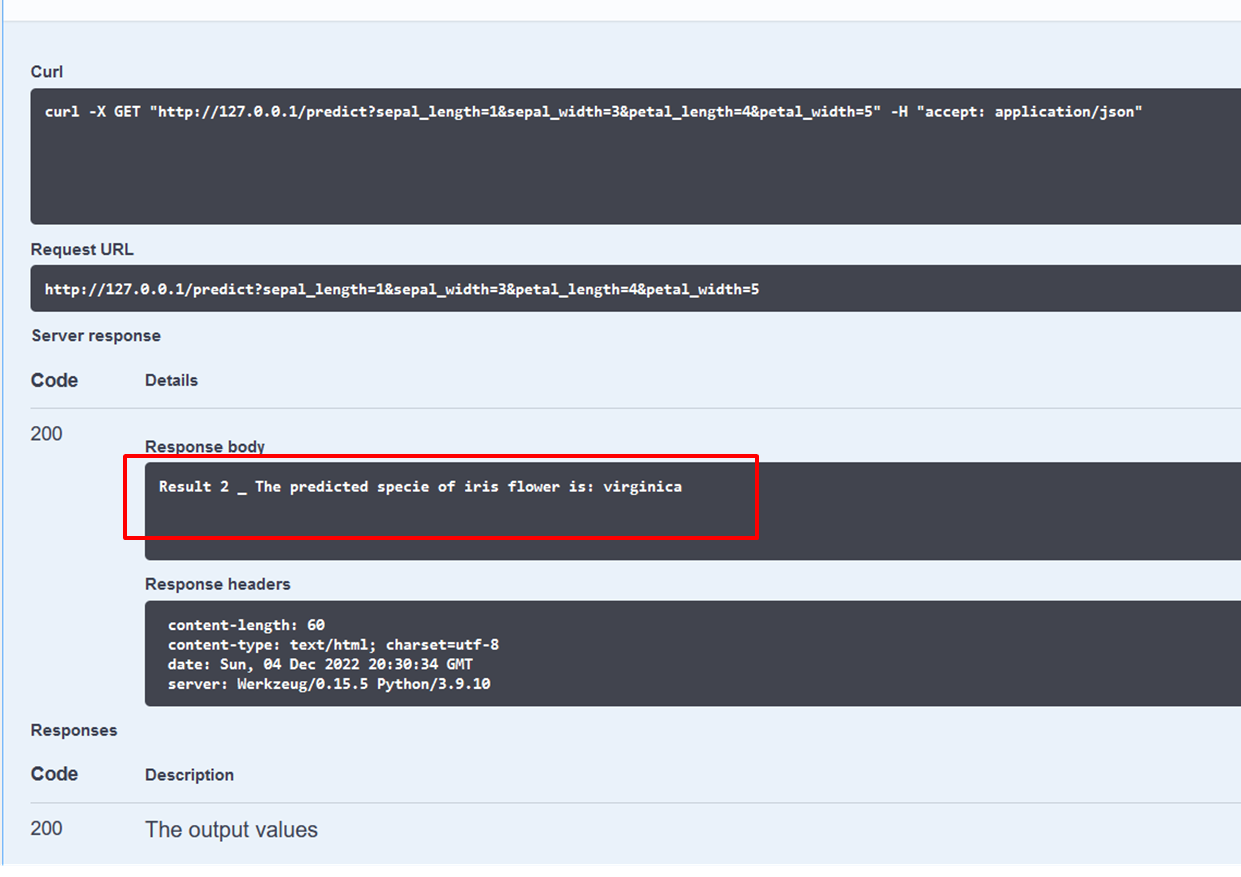 Curl
curl -X GET "http://127.0.0.1/predict?sepal_length=1&sepal_width=3&petal_length=4&petal_width=5" -H "accept: application/json"
Request URL
http://127.0.0.1/predict?sepal_length=1&sepal_width=3&petal_length=4&petal_width=5
Server response
Code Details
200
Response body
Result 2 _ The predicted specie of iris flower is: virginica
Response headers
content-length: 60
content-type: text/html; charset=utf-8
date: Sun, 04 Dec 2022 20:30:34 GMT
server: Werkzeug/0.15.5 Python/3.9.10
Responses
Code Description
200 The output values